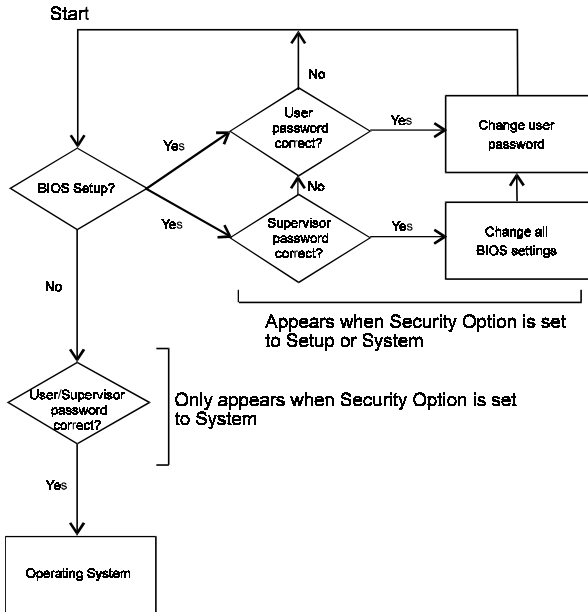 Start
No
User
password
correct?
Yes
Yes
Change user
password
BIOS Setup?
No
Yes
Supervisor
password
correct?
Yes
Change all
BIOS settings
No
Appears when Security Option is set
to Setup or System
User/Supervisor
password
correct?
Only appears when Security Option is set
to System
Yes
Operating System